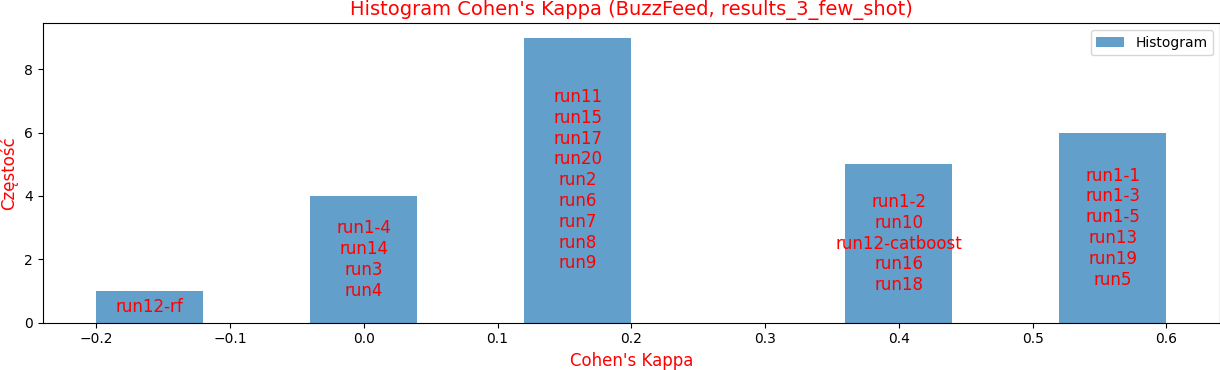 Histogram Cohen's Kappa (BuzzFeed, results_3_few_shot)
Histogram
Częstość
8
6
4
2
0
run12-rf
run1-4
run14
run3
run4
run11
run15
run17
run20
run2
run6
run7
run8
run9
run1-2
run10
run12-catboost
run16
run18
run1-1
run1-3
run1-5
run13
run19
run5
−0.2 −0.1 0.0 0.1 0.2 0.3 0.4 0.5 0.6
Cohen's Kappa